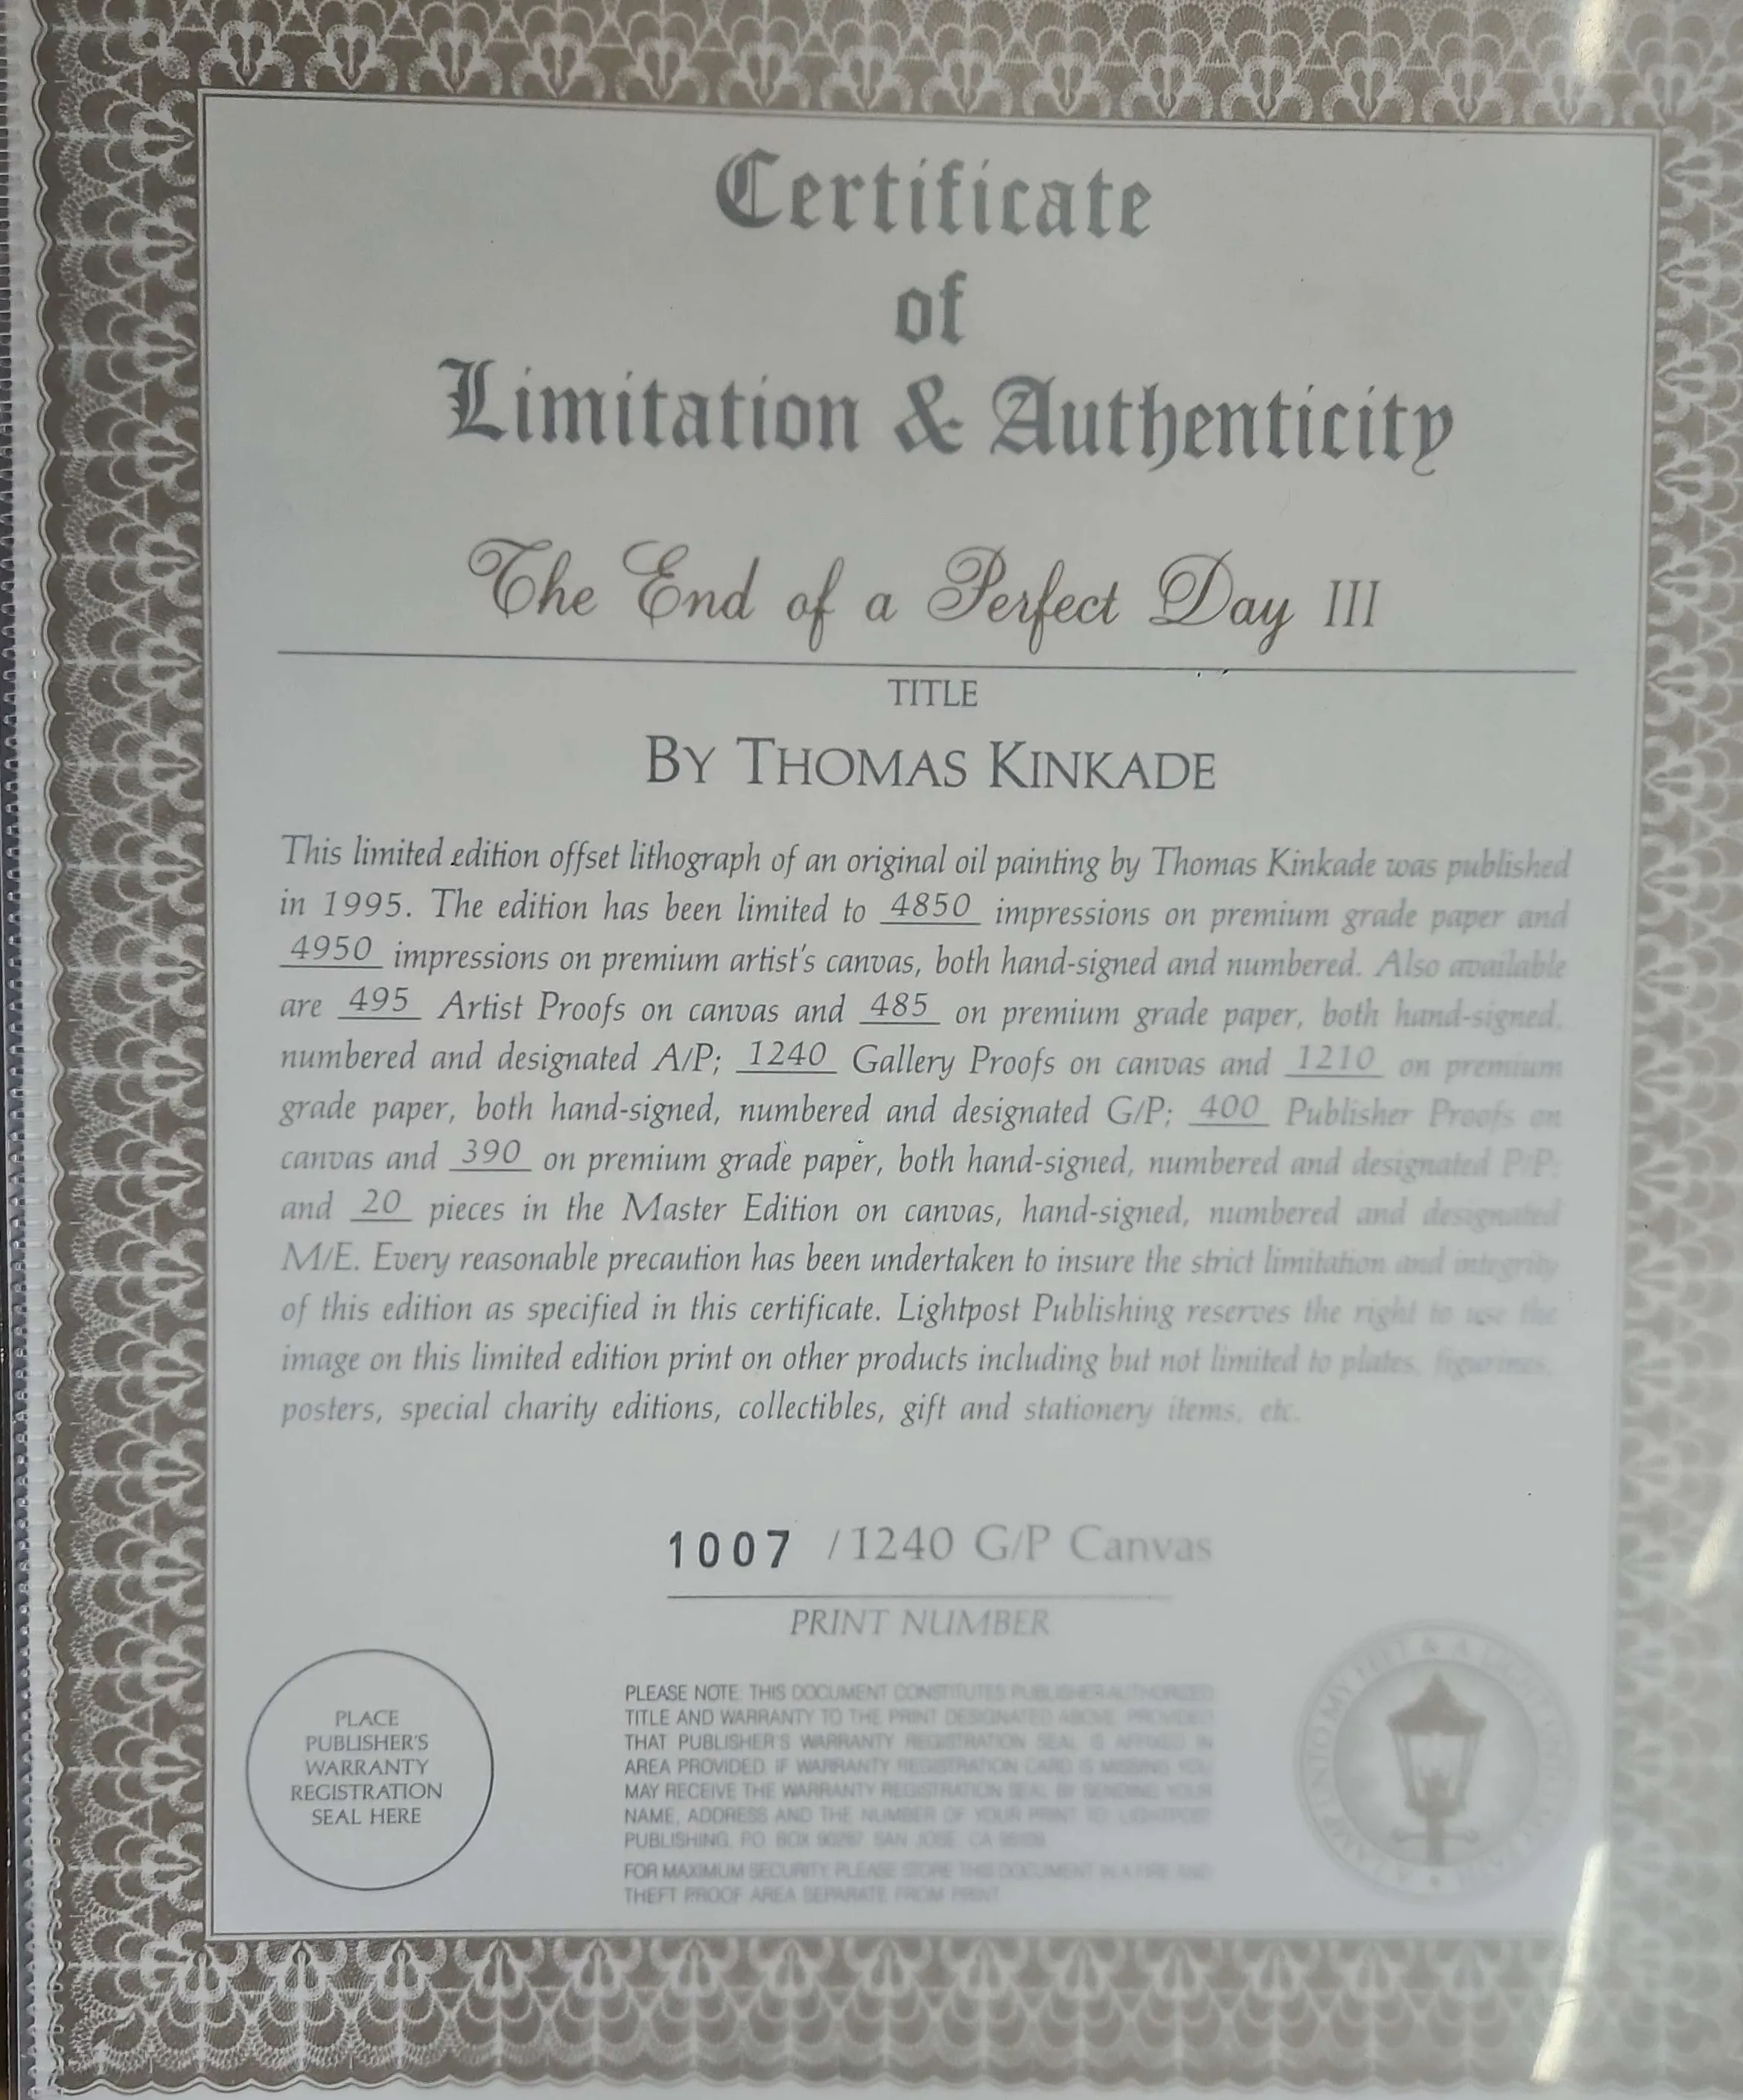 Certificate
of
Limitation & Authenticity
The End of a Perfect Day III
TITLE
BY THOMAS KINKADE
This limited edition offset lithograph of an original oil painting by Thomas Kinkade was published
in 1995. The edition has been limited to 4850 impressions on premium grade paper and
4950 impressions on premium artist's canvas, both hand-signed and numbered. Also available
are 495 Artist Proofs on canvas and 485 on premium grade paper, both hand-signed,
numbered and designated A/P; 1240 Gallery Proofs on canvas and 1210 on premium
grade paper, both hand-signed, numbered and designated G/P; 400 Publisher Proofs on
canvas and 390 on premium grade paper, both hand-signed, numbered and designated P/P;
and 20 pieces in the Master Edition on canvas, hand-signed, numbered and designated
M/E. Every reasonable precaution has been undertaken to insure the strict limitation and integrity
of this edition as specified in this certificate. Lightpost Publishing reserves the right to use the
image on this limited edition print on other products including but not limited to plates, figurines,
posters, special charity editions, collectibles, gift and stationery items, etc.
1007 /1240 G/P Canvas
PRINT NUMBER
PLACE
PUBLISHER'S
WARRANTY
REGISTRATION
SEAL HERE
PLEASE NOTE THIS DOCUMENT CONSTITUTES PUBLISHER AUTHORIZED
TITLE AND WARRANTY TO THE PRINT DESIGNATED ABOVE, PROVIDED
THAT PUBLISHER'S WARRANTY REGISTRATION SEAL IS AFFIXED IN
AREA PROVIDED. IF WARRANTY REGISTRATION CARD IS MISSING YOU
MAY RECEIVE THE WARRANTY REGISTRATION SEAL BY SENDING YOUR
NAME, ADDRESS AND THE NUMBER OF YOUR PRINT TO: LIGHTPOST
PUBLISHING, P.O. BOX SAN JOSE, CA
FOR MAXIMUM SECURITY PLEASE STORE THIS DOCUMENT IN A FIRE AND
THEFT PROOF AREA SEPARATE FROM PRINT
A LAMP UNTO MY FEET & A LIGHT